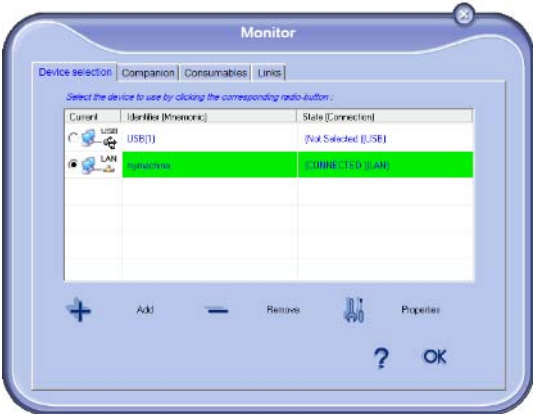 Monitor
Device selection Companion Consumables Links
Select the device to use by clicking the corresponding radio-button :
Current Identifier (Mnemonic) State (Connection)
USB USB(1) (Not Selected )(USB)
LAN mymachine (CONNECTED )(LAN)
Add Remove Properties
? OK